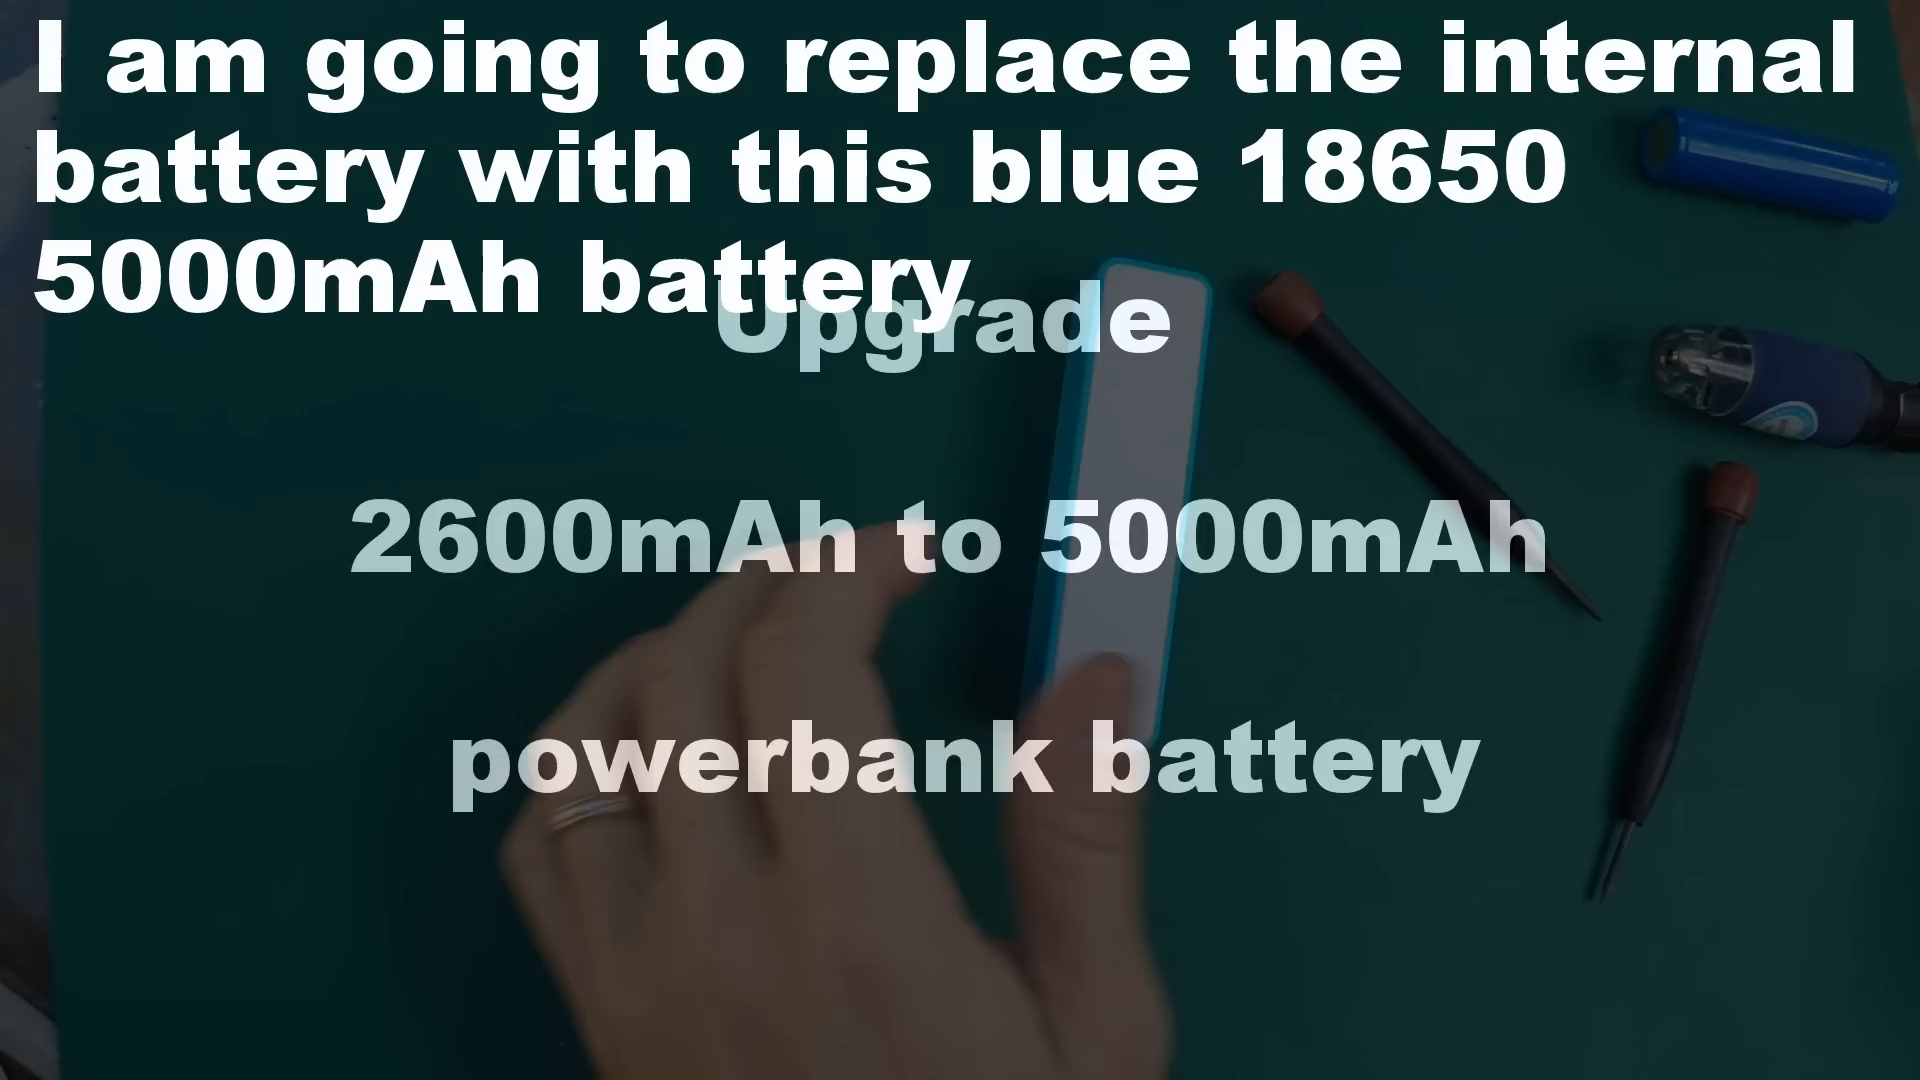 I am going to replace the internal
battery with this blue 18650
5000mAh battery
Upgrade
2600mAh to 5000mAh
powerbank battery